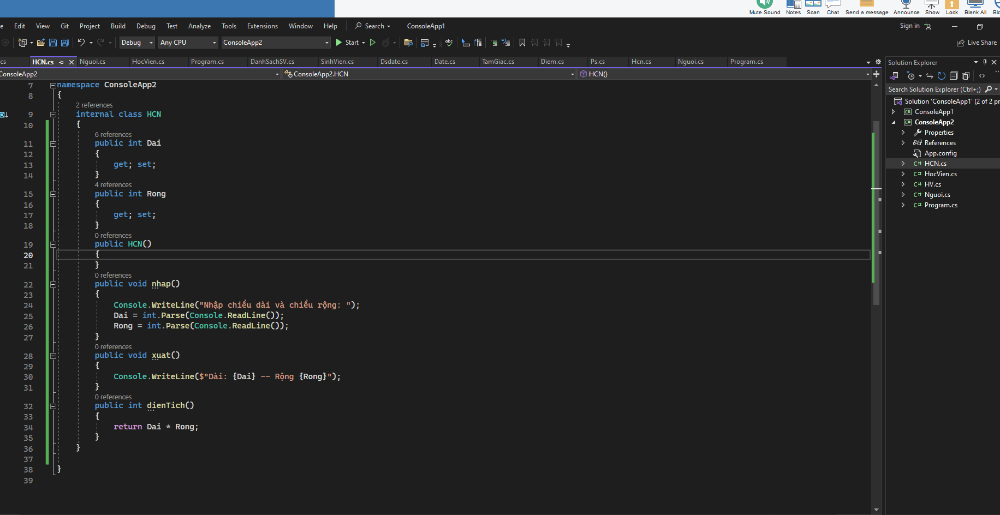 Mute Sound Notes Scan Chat Send a message Announce Show Lock Blank All
Edit View Git Project Build Debug Test Analyze Tools Extensions Window Help Search ConsoleApp1 Sign in
Debug Any CPU ConsoleApp2 Start Live Share
cs HCN.cs Nguoi.cs HocVien.cs Program.cs DanhSachSV.cs SinhVien.cs Dsdate.cs Date.cs TamGiac.cs Diem.cs Ps.cs Hcn.cs Nguoi.cs Program.cs
ConsoleApp2 ConsoleApp2.HCN HCN()
7 namespace ConsoleApp2
8 {
2 references
9 internal class HCN
10 {
6 references
11 public int Dai
12 {
13 get; set;
14 }
4 references
15 public int Rong
16 {
17 get; set;
18 }
0 references
19 public HCN()
20 {
21 }
0 references
22 public void nhap()
23 {
24 Console.WriteLine("Nhập chiều dài và chiều rộng: ");
25 Dai = int.Parse(Console.ReadLine());
26 Rong = int.Parse(Console.ReadLine());
27 }
0 references
28 public void xuat()
29 {
30 Console.WriteLine($"Dài: {Dai} -- Rộng {Rong}");
31 }
0 references
32 public int dienTich()
33 {
34 return Dai * Rong;
35 }
36 }
37
38 }
39
Solution Explorer
Search Solution Explorer (Ctrl+;)
Solution 'ConsoleApp1' (2 of 2 pr
C# ConsoleApp1
C# ConsoleApp2
Properties
References
App.config
C# HCN.cs
C# HocVien.cs
C# HV.cs
C# Nguoi.cs
C# Program.cs